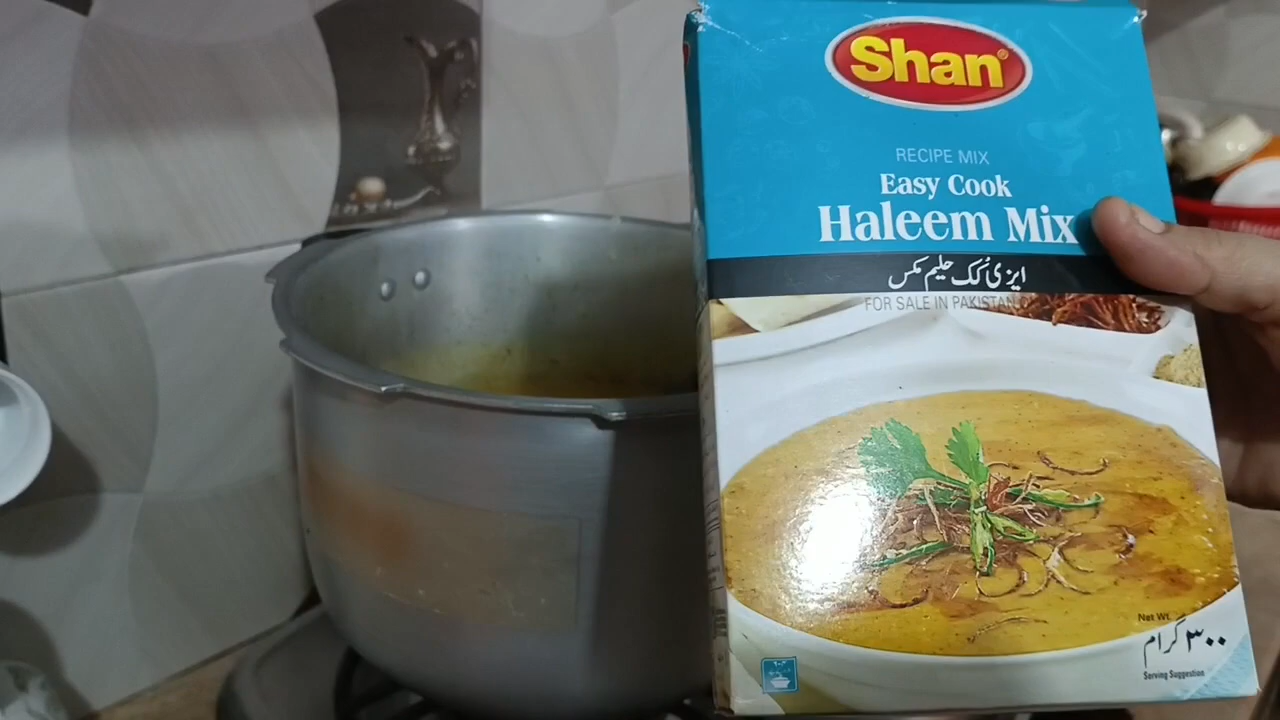 Shan®
RECIPE MIX
Easy Cook
Haleem Mix
ایزی کُک حلیم مکس
FOR SALE IN PAKISTAN
Net Wt.
۳۰۰ گرام
Serving Suggestion